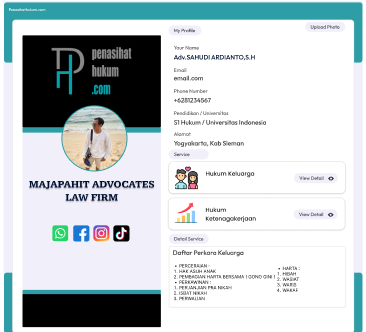 Penasihathukum.com
Upload Photo
My Profile
penasihat
hukum
.com
MAJAPAHIT ADVOCATES
LAW FIRM
Your Name
Adv.SAHUDI ARDIANTO,S.H
Email
email.com
Phone Number
+6281234567
Pendidikan / Universitas
S1 Hukum / Universitas Indonesia
Alamat
Yogyakarta, Kab Sleman
Service
Hukum Keluarga
View Detail
Hukum
Ketenagakerjaan
View Detail
Detail Service
Daftar Perkara Keluarga
• PERCERAIAN :
1. HAK ASUH ANAK
2. PEMBAGIAN HARTA BERSAMA ( GONO GINI )
• PERKAWINAN :
1. PERJANJIAN PRA NIKAH
2. ISBAT NIKAH
3. PERWALIAN
• HARTA :
1. HIBAH
2. WASIAT
3. WARIS
4. WAKAF